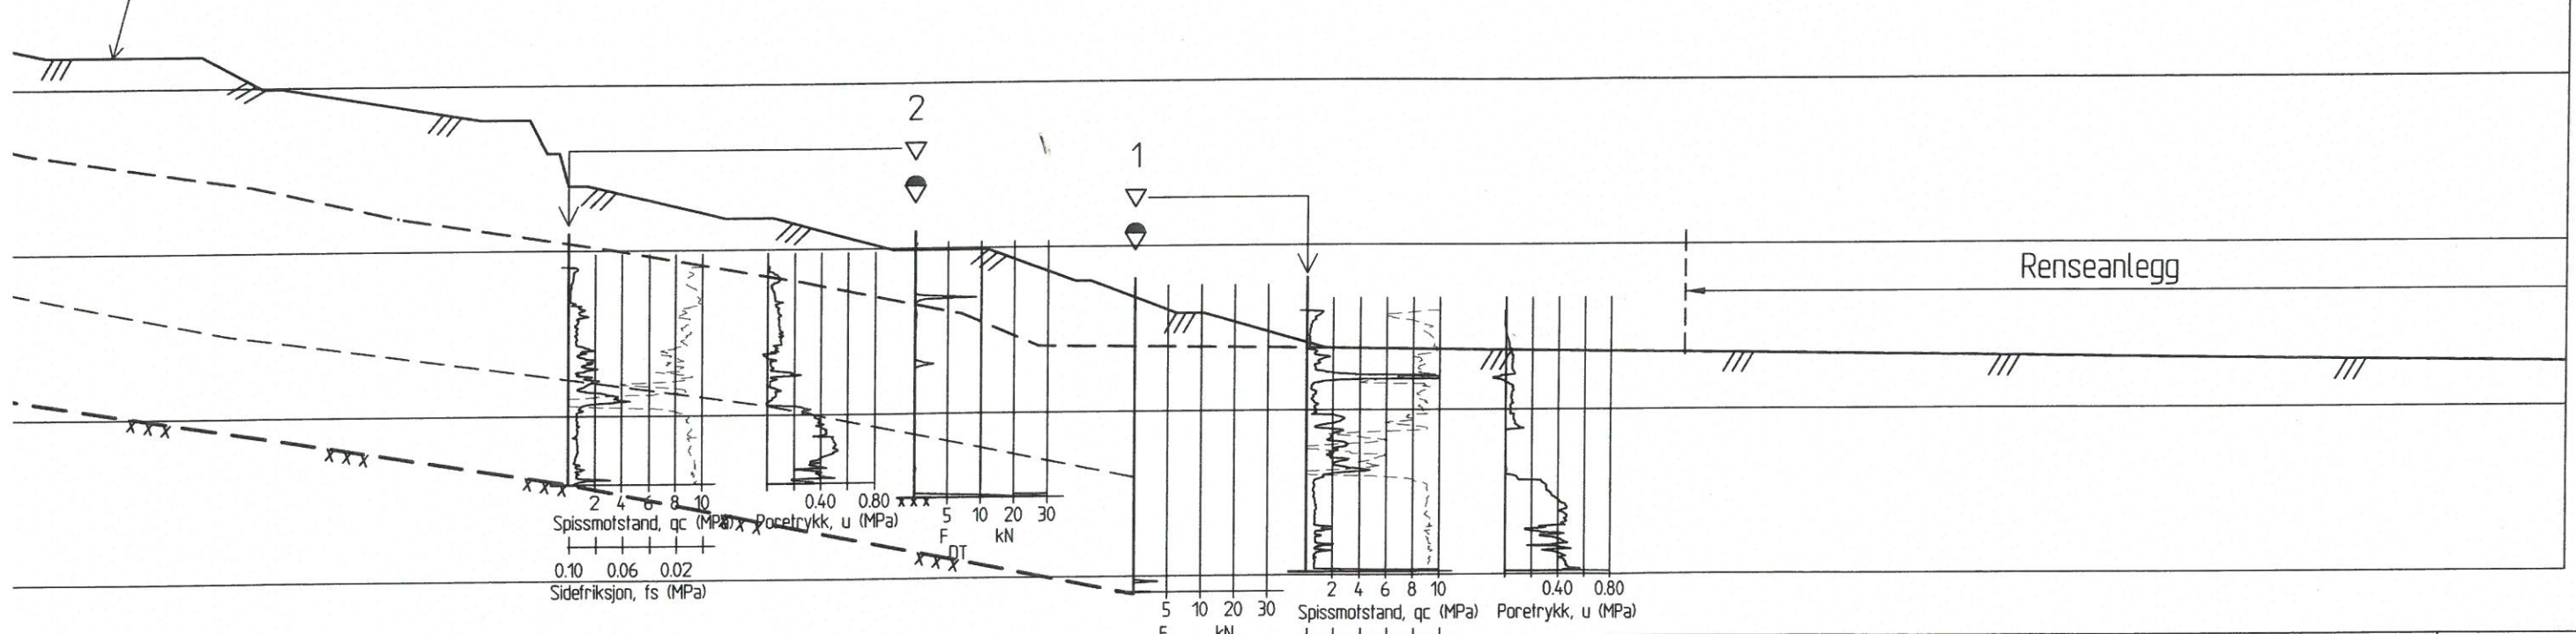 2
1
Renseanlegg
2 4 6 8 10
Spissmotstand, qc (MPa)
0.10 0.06 0.02
Sidefriksjon, fs (MPa)
0.40 0.80
Poretrykk, u (MPa)
5 10 20 30
F kN
DT
5 10 20 30
F kN
2 4 6 8 10
Spissmotstand, qc (MPa)
0.40 0.80
Poretrykk, u (MPa)